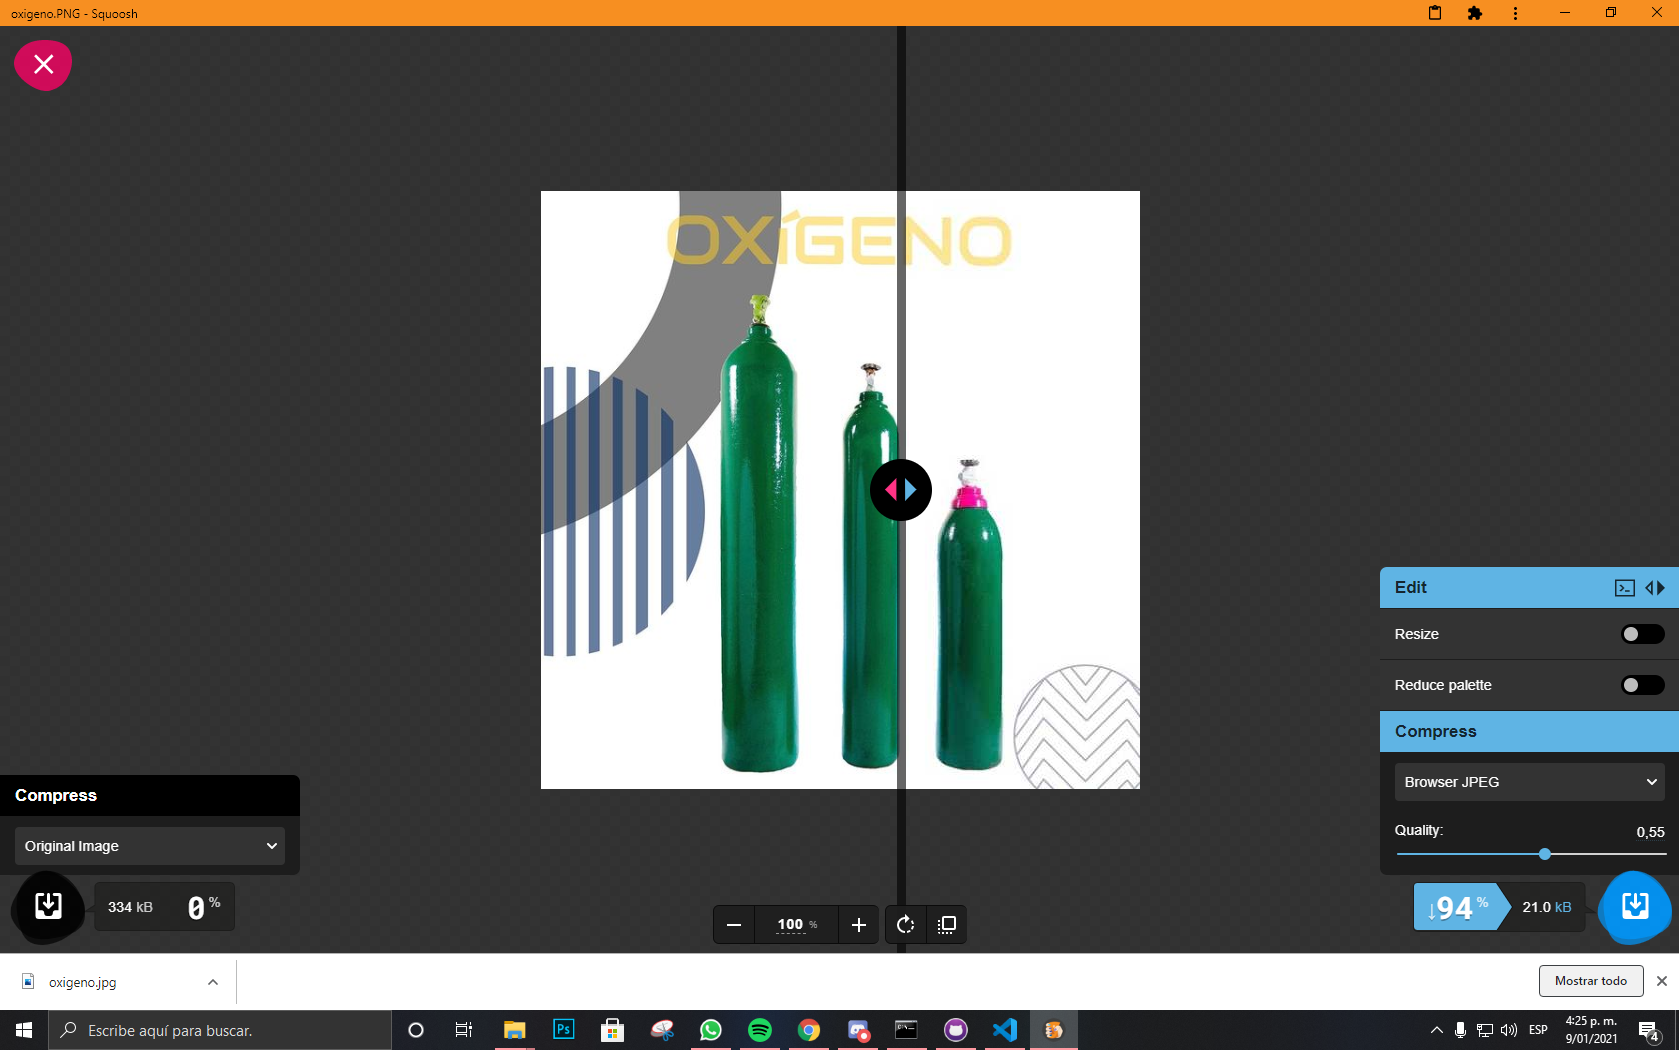 oxigeno.PNG - Squoosh
OXíGENO
Edit
Resize
Reduce palette
Compress
Browser JPEG
Quality:
0,55
↓94 %
21.0 kB
Compress
Original Image
334 kB
0 %
100 %
oxigeno.jpg
Mostrar todo
Escribe aquí para buscar.
Ps
ESP
4:25 p. m.
9/01/2021
4